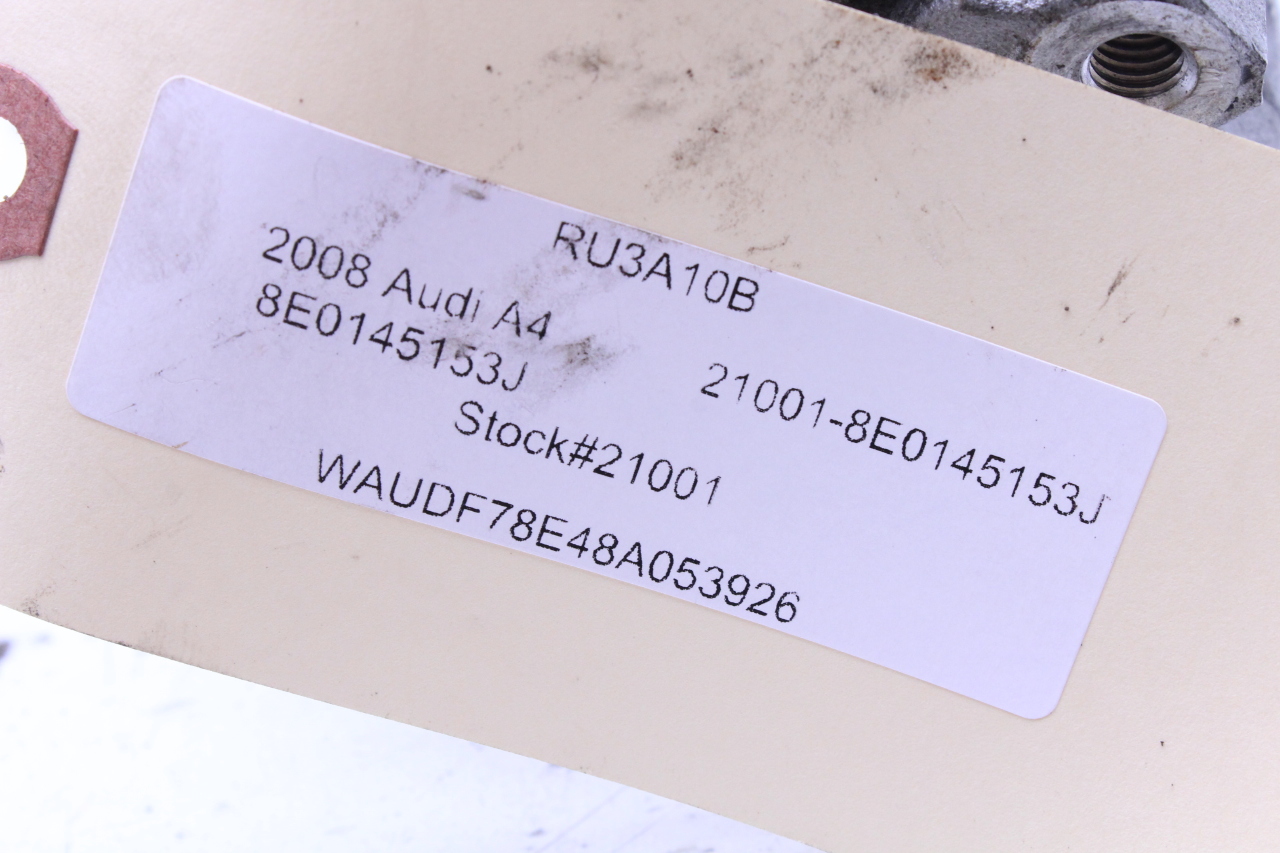 RU3A10B
2008 Audi A4
8E0145153J
21001-8E0145153J
Stock#21001
WAUDF78E48A053926